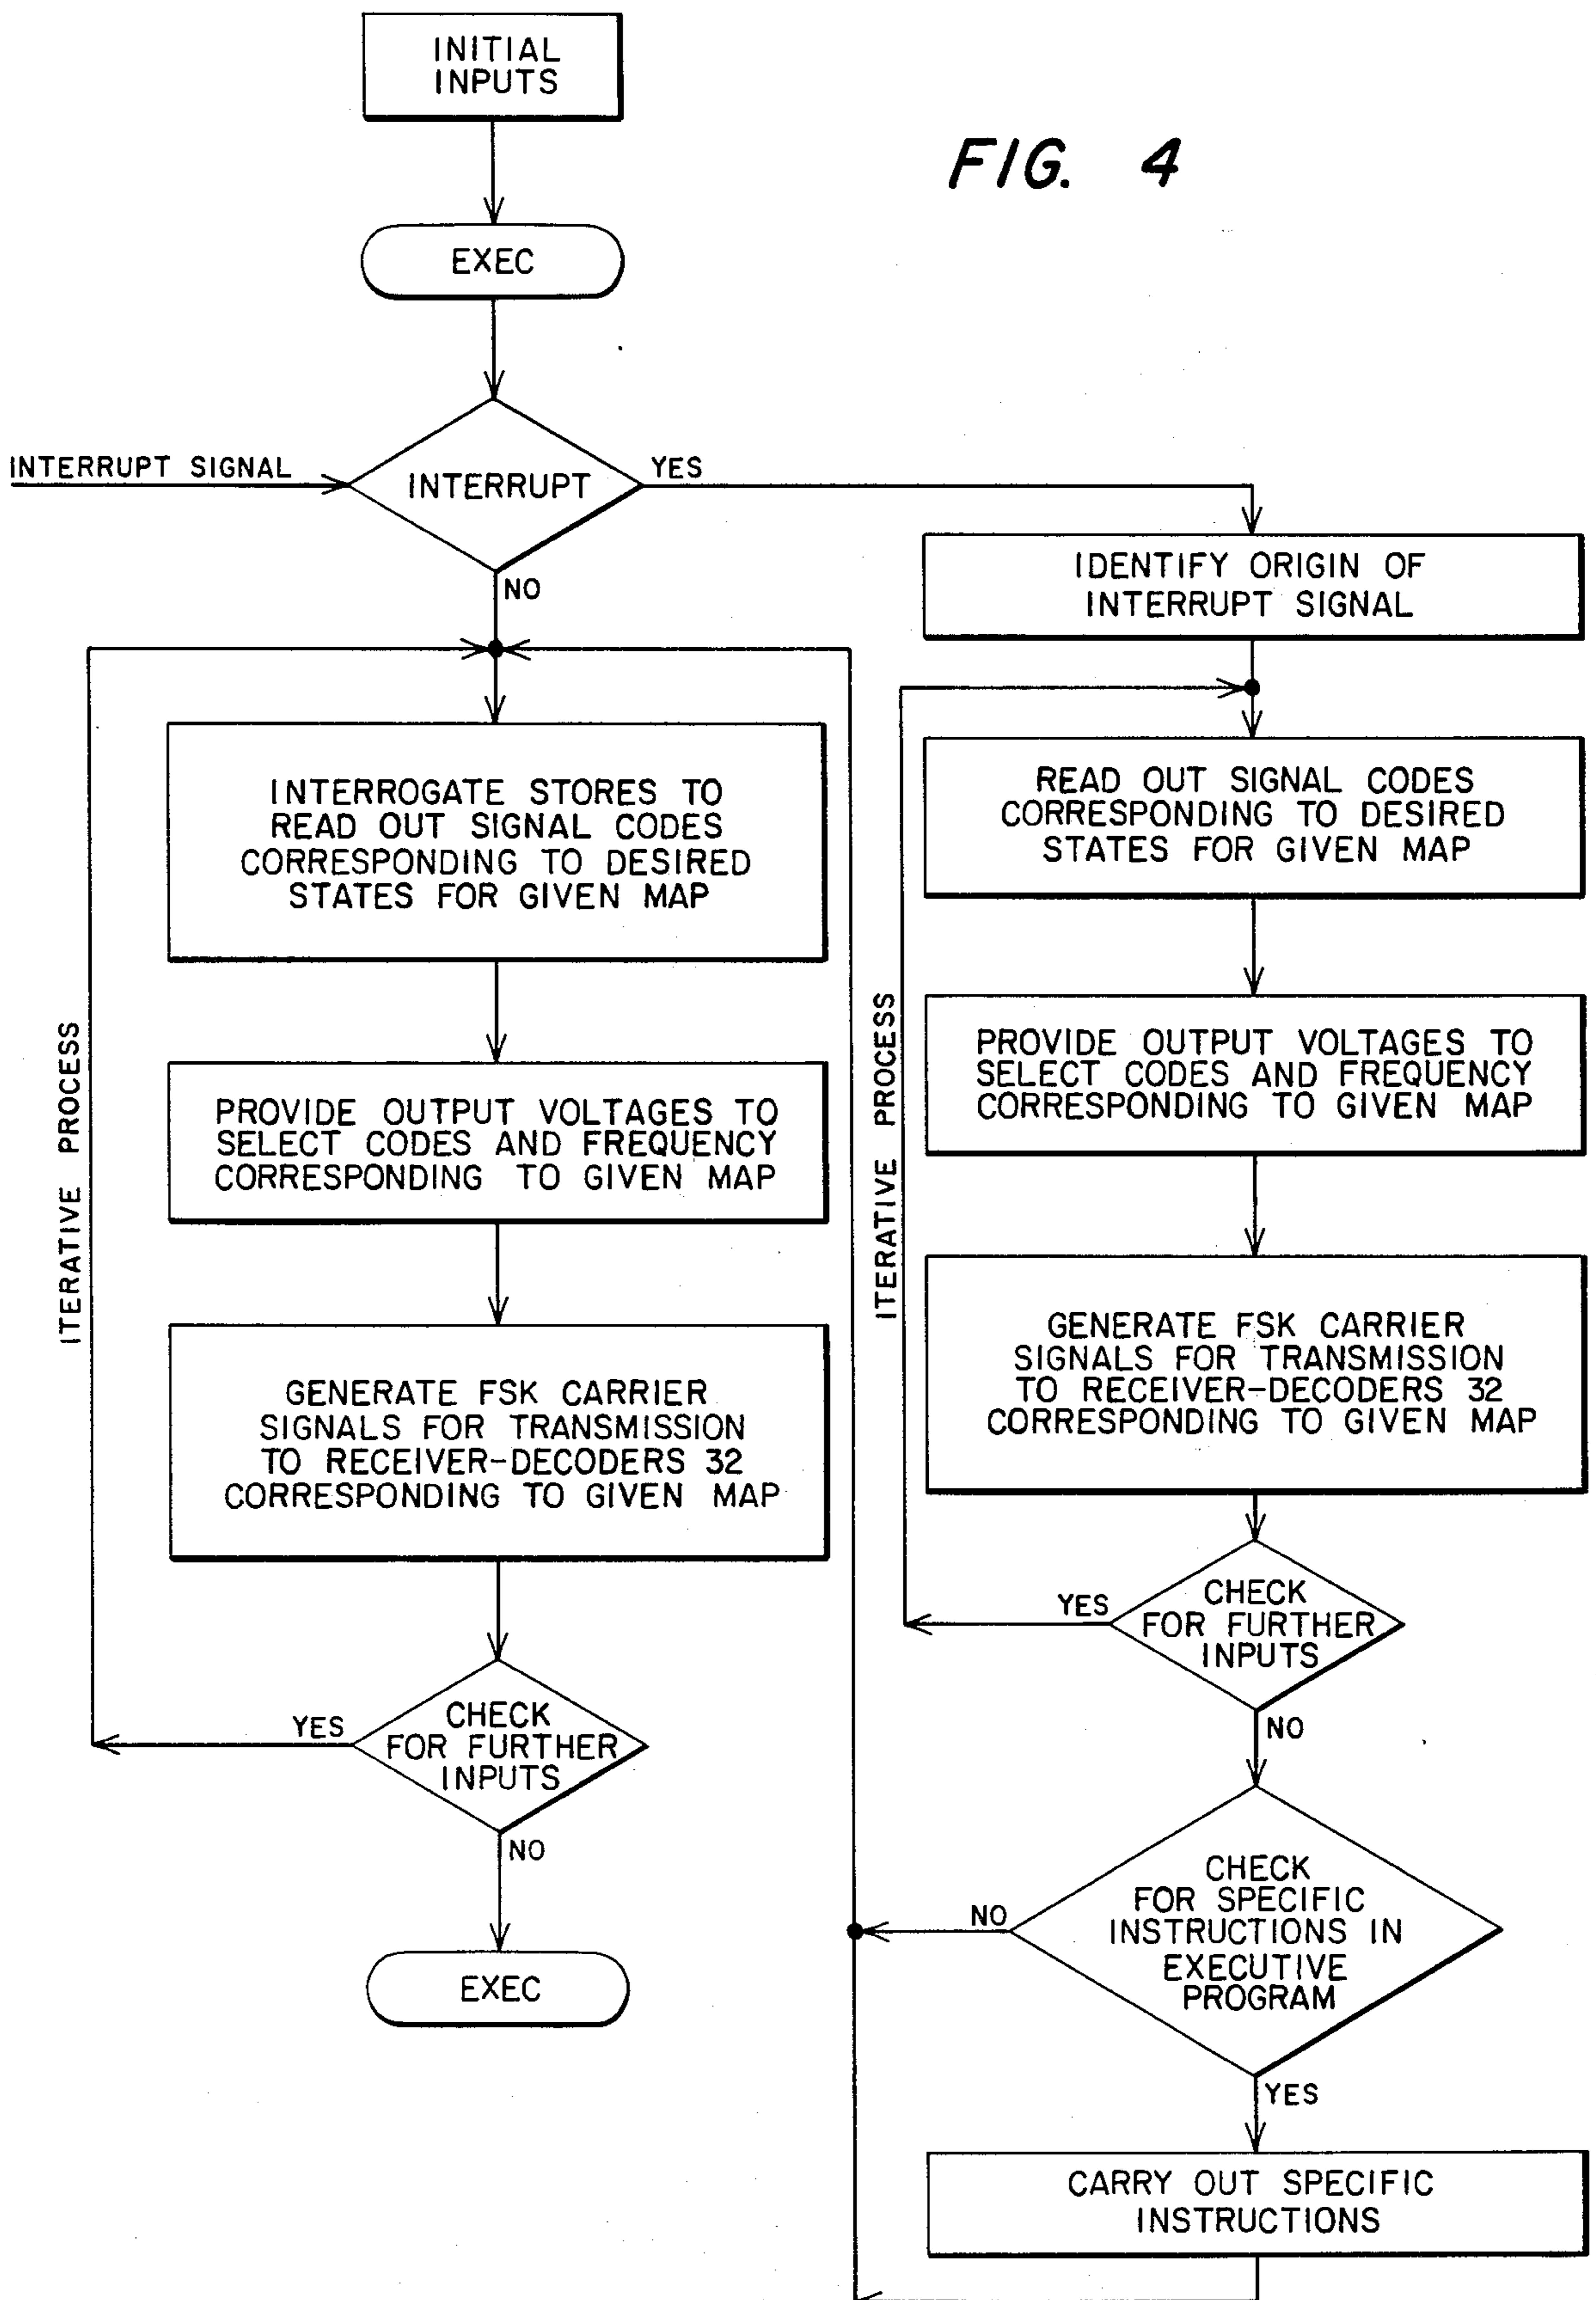 INITIAL
INPUTS
FIG. 4
EXEC
INTERRUPT SIGNAL
INTERRUPT
YES
NO
IDENTIFY ORIGIN OF
INTERRUPT SIGNAL
INTERROGATE STORES TO
READ OUT SIGNAL CODES
CORRESPONDING TO DESIRED
STATES FOR GIVEN MAP
PROVIDE OUTPUT VOLTAGES TO
SELECT CODES AND FREQUENCY
CORRESPONDING TO GIVEN MAP
GENERATE FSK CARRIER
SIGNALS FOR TRANSMISSION
TO RECEIVER-DECODERS 32
CORRESPONDING TO GIVEN MAP
ITERATIVE PROCESS
YES
CHECK
FOR FURTHER
INPUTS
NO
EXEC
READ OUT SIGNAL CODES
CORRESPONDING TO DESIRED
STATES FOR GIVEN MAP
PROVIDE OUTPUT VOLTAGES TO
SELECT CODES AND FREQUENCY
CORRESPONDING TO GIVEN MAP
ITERATIVE PROCESS
GENERATE FSK CARRIER
SIGNALS FOR TRANSMISSION
TO RECEIVER-DECODERS 32
CORRESPONDING TO GIVEN MAP
YES
CHECK
FOR FURTHER
INPUTS
NO
NO
CHECK
FOR SPECIFIC
INSTRUCTIONS IN
EXECUTIVE
PROGRAM
YES
CARRY OUT SPECIFIC
INSTRUCTIONS